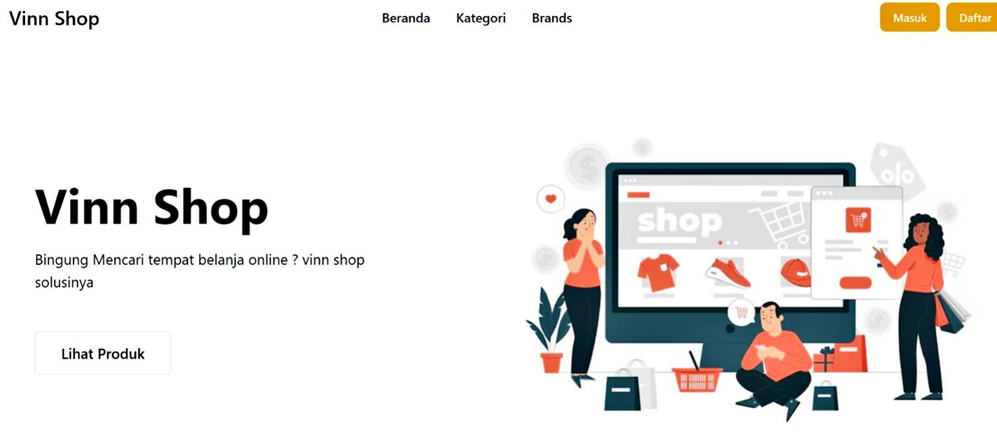 Vinn Shop
Beranda Kategori Brands
Masuk Daftar
Vinn Shop
Bingung Mencari tempat belanja online ? vinn shop
solusinya
Lihat Produk
shop
%
$
$
$
$
$